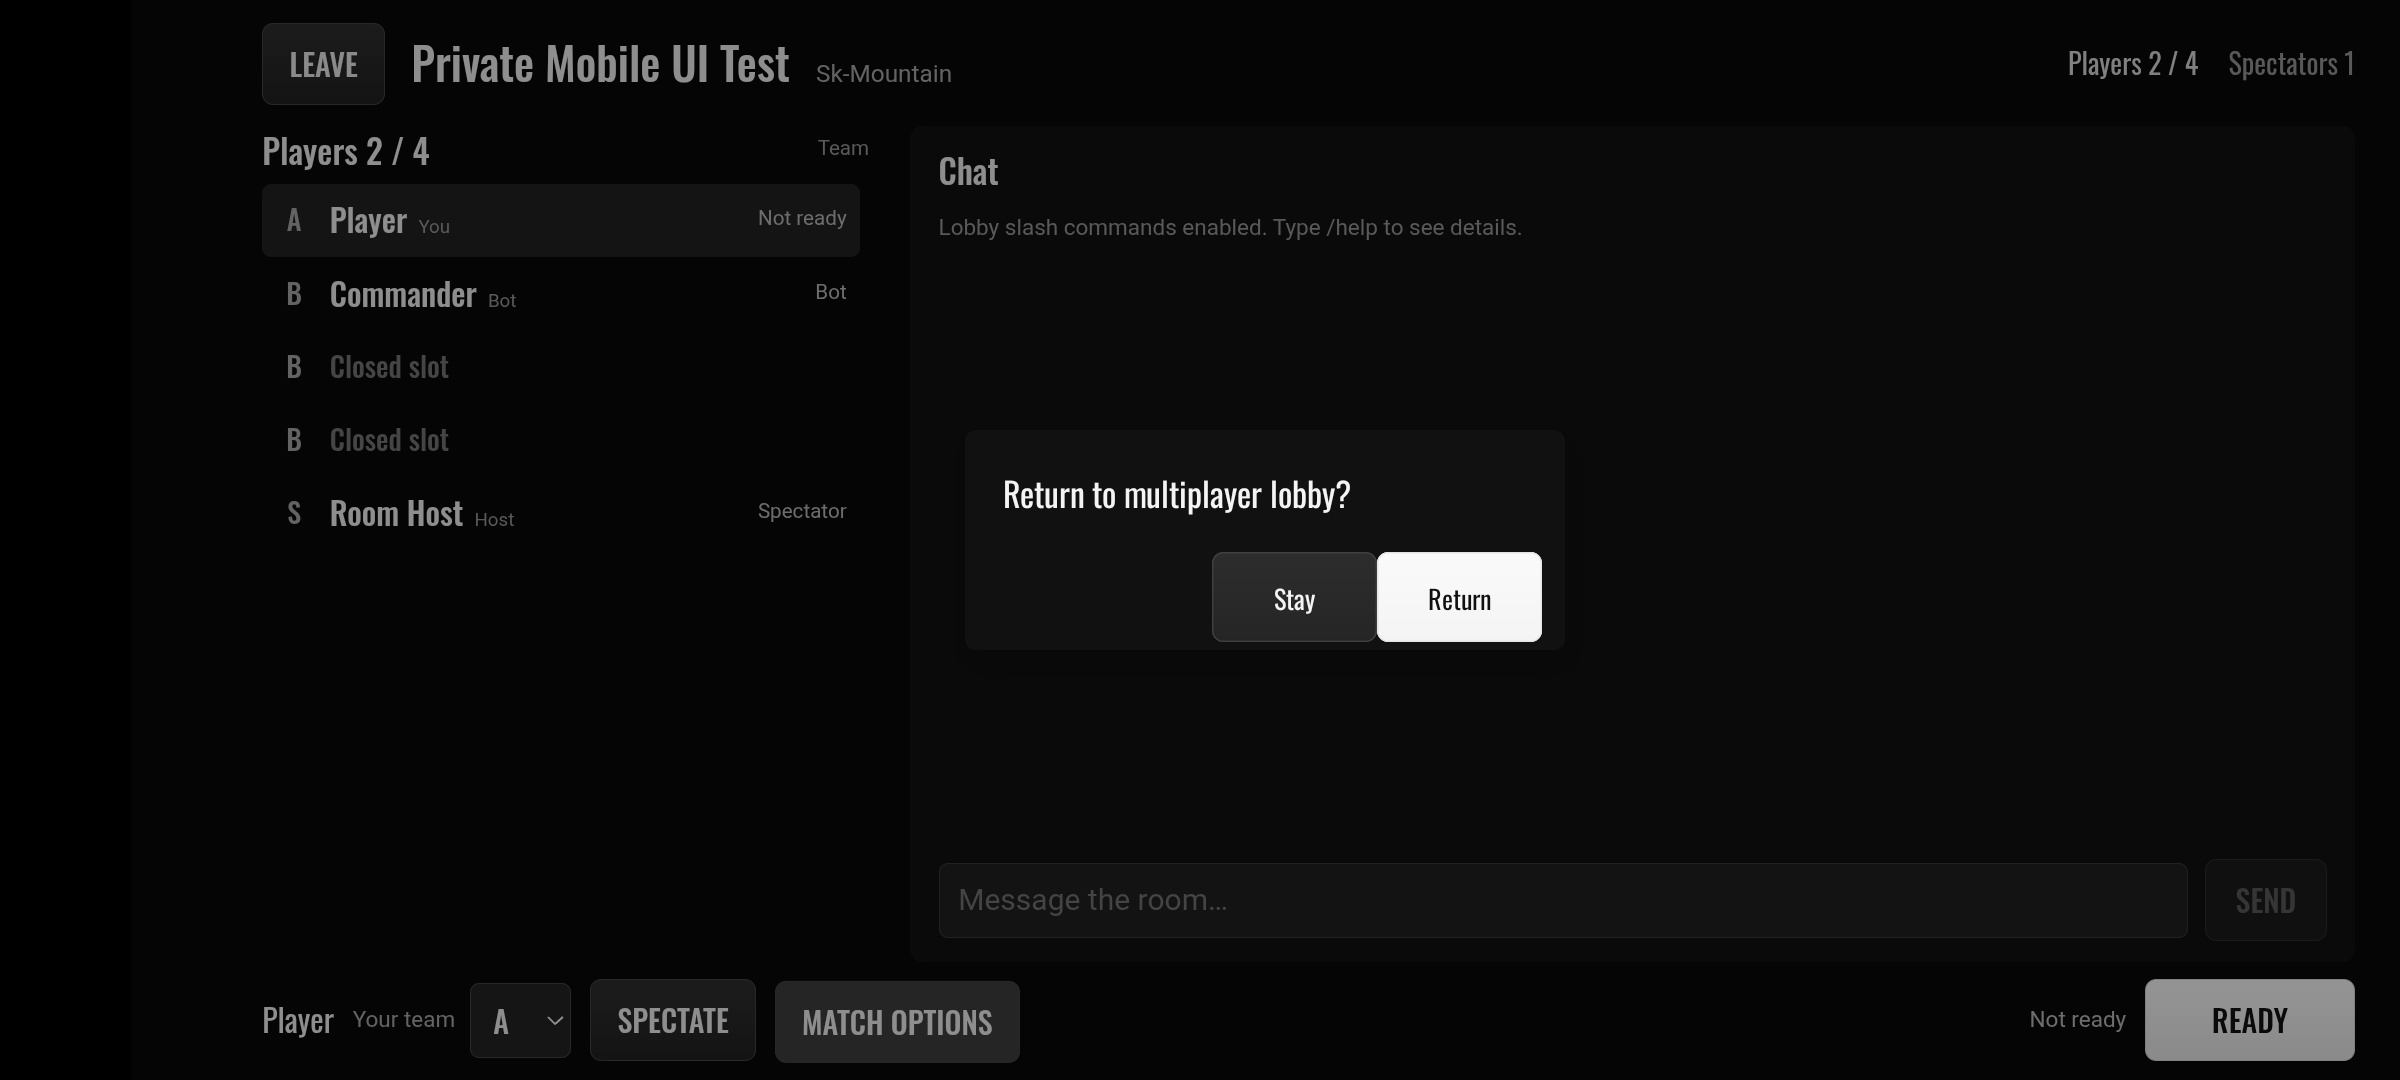 LEAVE Private Mobile UI Test Sk-Mountain Players 2 / 4 Spectators 1
Players 2 / 4 Team
A Player You Not ready
B Commander Bot Bot
B Closed slot
B Closed slot
S Room Host Host Spectator
Chat
Lobby slash commands enabled. Type /help to see details.
Return to multiplayer lobby?
Stay Return
Message the room... SEND
Player Your team A SPECTATE MATCH OPTIONS Not ready READY